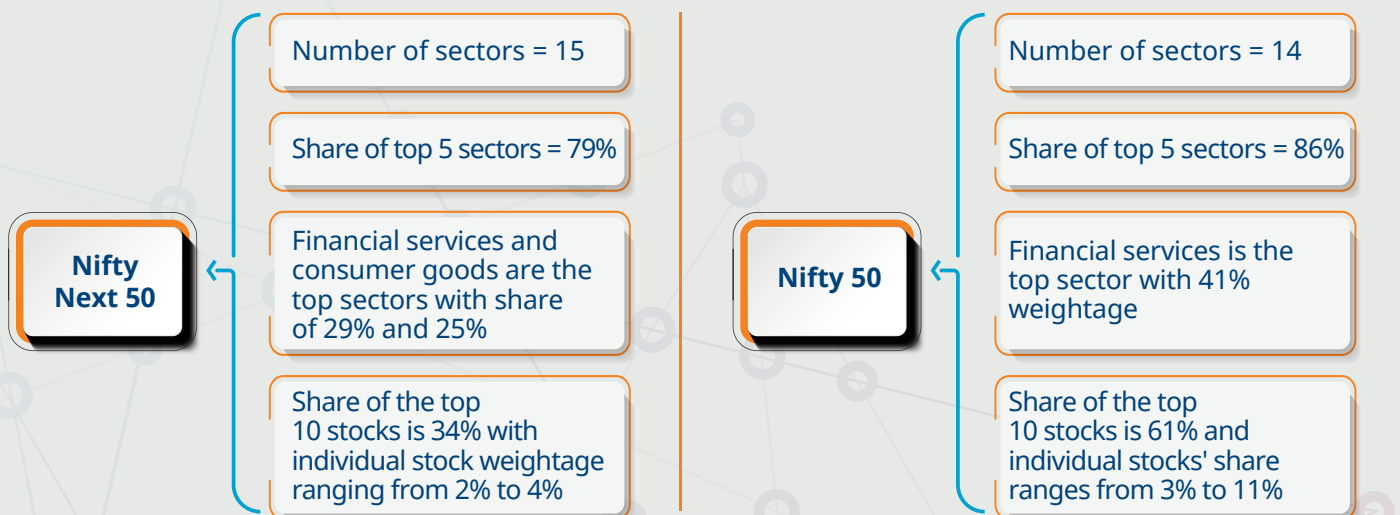 Nifty
Next 50
Number of sectors = 15
Share of top 5 sectors = 79%
Financial services and
consumer goods are the
top sectors with share
of 29% and 25%
Share of the top
10 stocks is 34% with
individual stock weightage
ranging from 2% to 4%
Nifty 50
Number of sectors = 14
Share of top 5 sectors = 86%
Financial services is the
top sector with 41%
weightage
Share of the top
10 stocks is 61% and
individual stocks' share
ranges from 3% to 11%